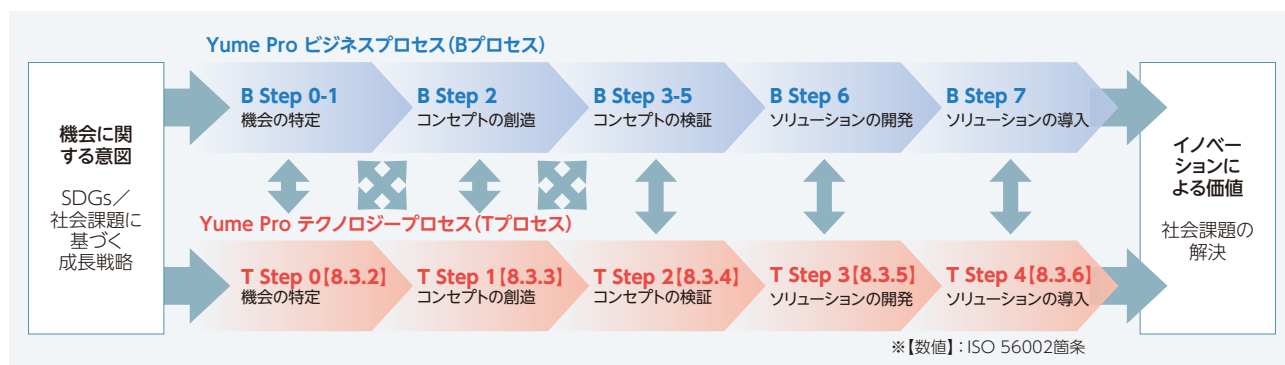 Yume Pro ビジネスプロセス(Bプロセス)
機会に関
する意図
SDGs／
社会課題に
基づく
成長戦略
B Step 0-1
機会の特定
B Step 2
コンセプトの創造
B Step 3-5
コンセプトの検証
B Step 6
ソリューションの開発
B Step 7
ソリューションの導入
Yume Pro テクノロジープロセス(Tプロセス)
T Step 0【8.3.2】
機会の特定
T Step 1【8.3.3】
コンセプトの創造
T Step 2【8.3.4】
コンセプトの検証
T Step 3【8.3.5】
ソリューションの開発
T Step 4【8.3.6】
ソリューションの導入
イノベー
ションに
よる価値
社会課題の
解決
※【数値】：ISO 56002箇条